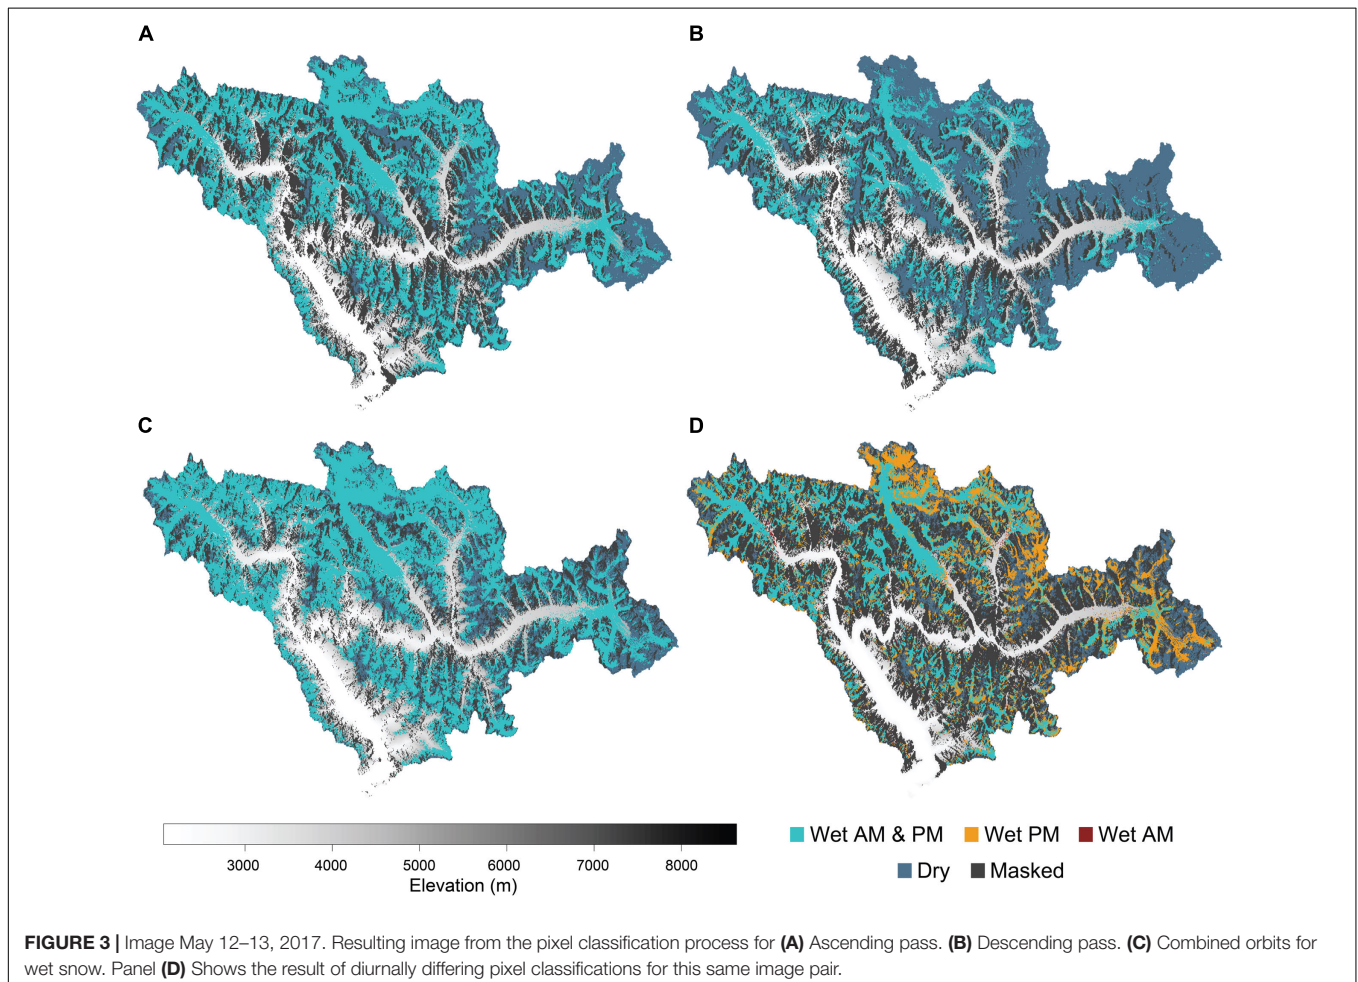 A
B
C
D
3000 4000 5000 6000 7000 8000
Elevation (m)
Wet AM & PM Wet PM Wet AM
Dry Masked
FIGURE 3 | Image May 12–13, 2017. Resulting image from the pixel classification process for (A) Ascending pass. (B) Descending pass. (C) Combined orbits for
wet snow. Panel (D) Shows the result of diurnally differing pixel classifications for this same image pair.